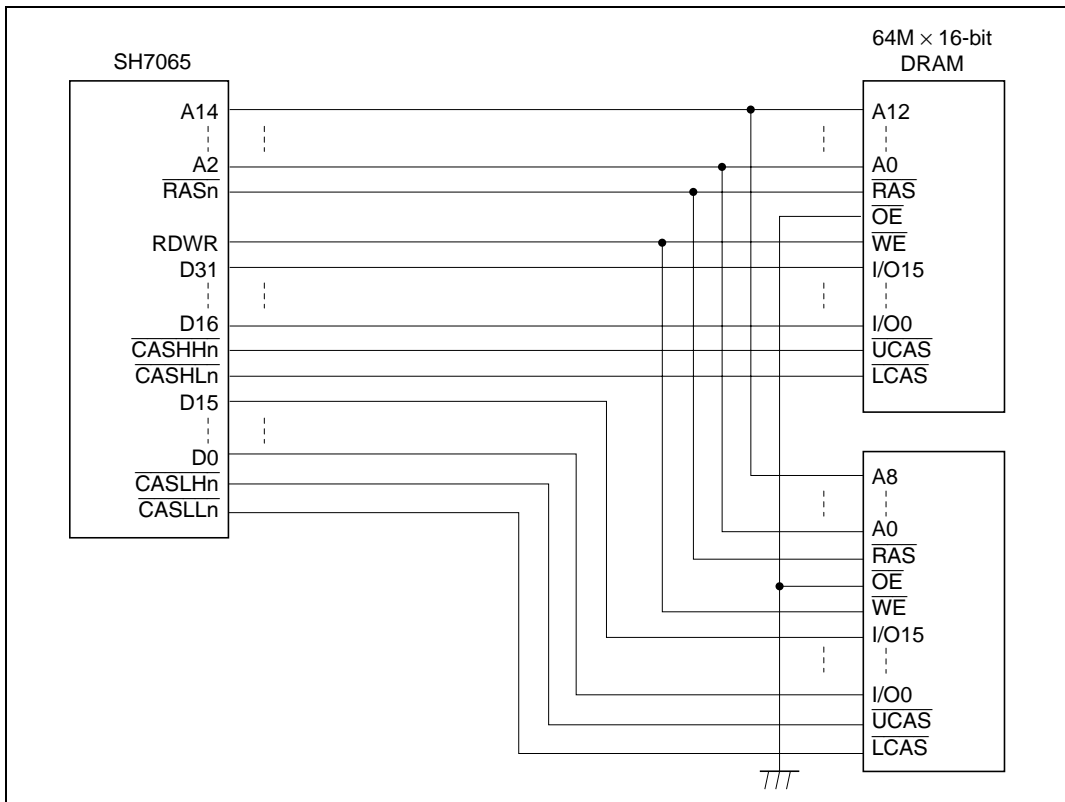 SH7065
A14
A2
RASn
RDWR
D31
D16
CASHHn
CASHLn
D15
D0
CASLHn
CASLLn
64M × 16-bit
DRAM
A12
A0
RAS
OE
WE
I/O15
I/O0
UCAS
LCAS
A8
A0
RAS
OE
WE
I/O15
I/O0
UCAS
LCAS